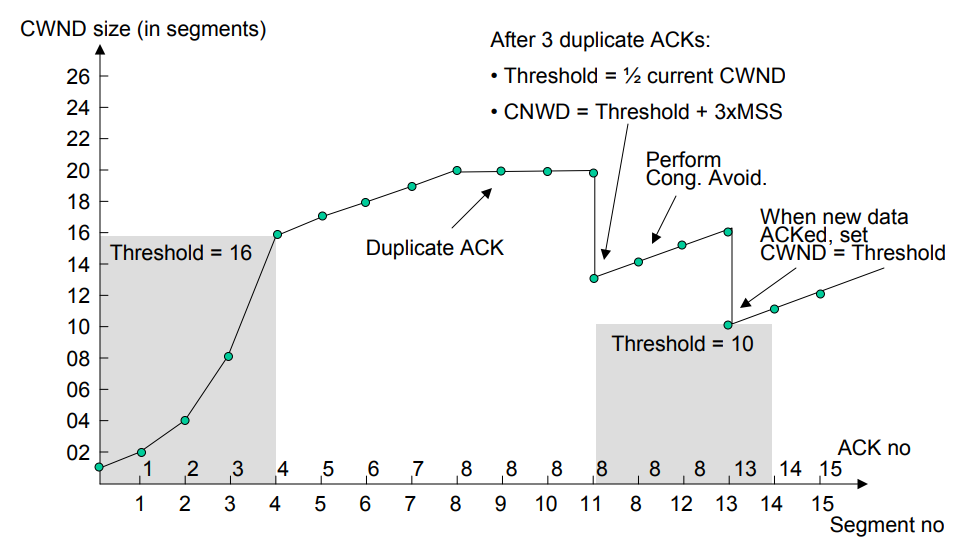 CWND size (in segments)
After 3 duplicate ACKs:
• Threshold = ½ current CWND
• CNWD = Threshold + 3xMSS
26
24
22
20
18
16
14
12
10
08
06
04
02
Perform
Cong. Avoid.
When new data
ACKed, set
CWND = Threshold
Duplicate ACK
Threshold = 16
Threshold = 10
ACK no
1 2 3 4 5 6 7 8 8 8 8 8 8 13 14 15
1 2 3 4 5 6 7 8 9 10 11 8 12 13 14 15
Segment no